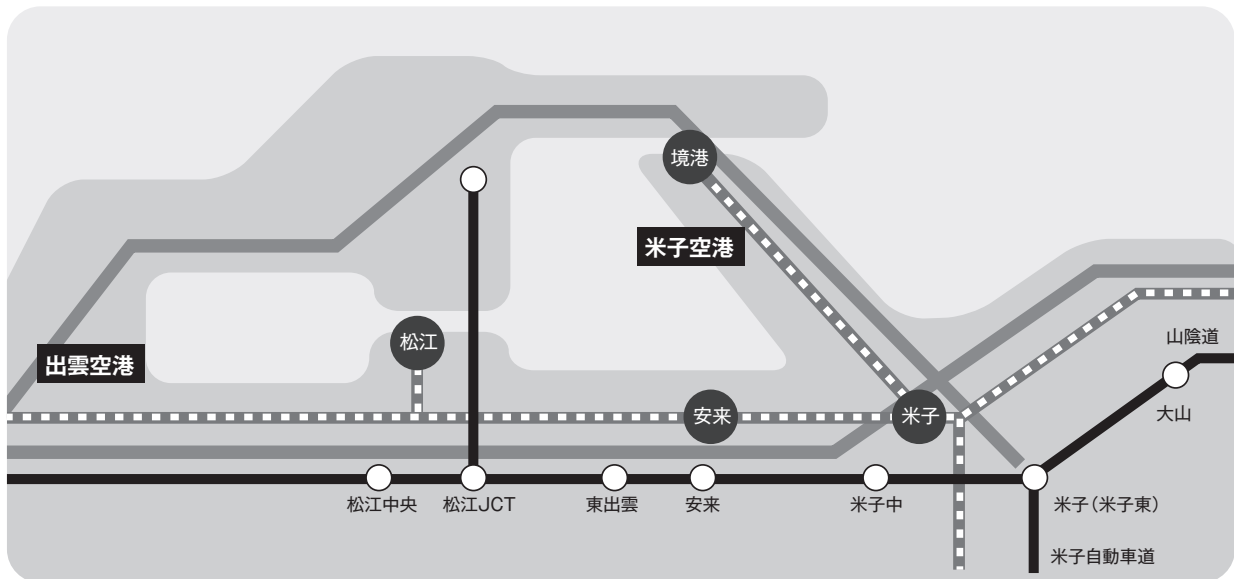 境港
米子空港
松江
出雲空港
山陰道
大山
安来
米子
松江中央
松江JCT
東出雲
安来
米子中
米子（米子東）
米子自動車道